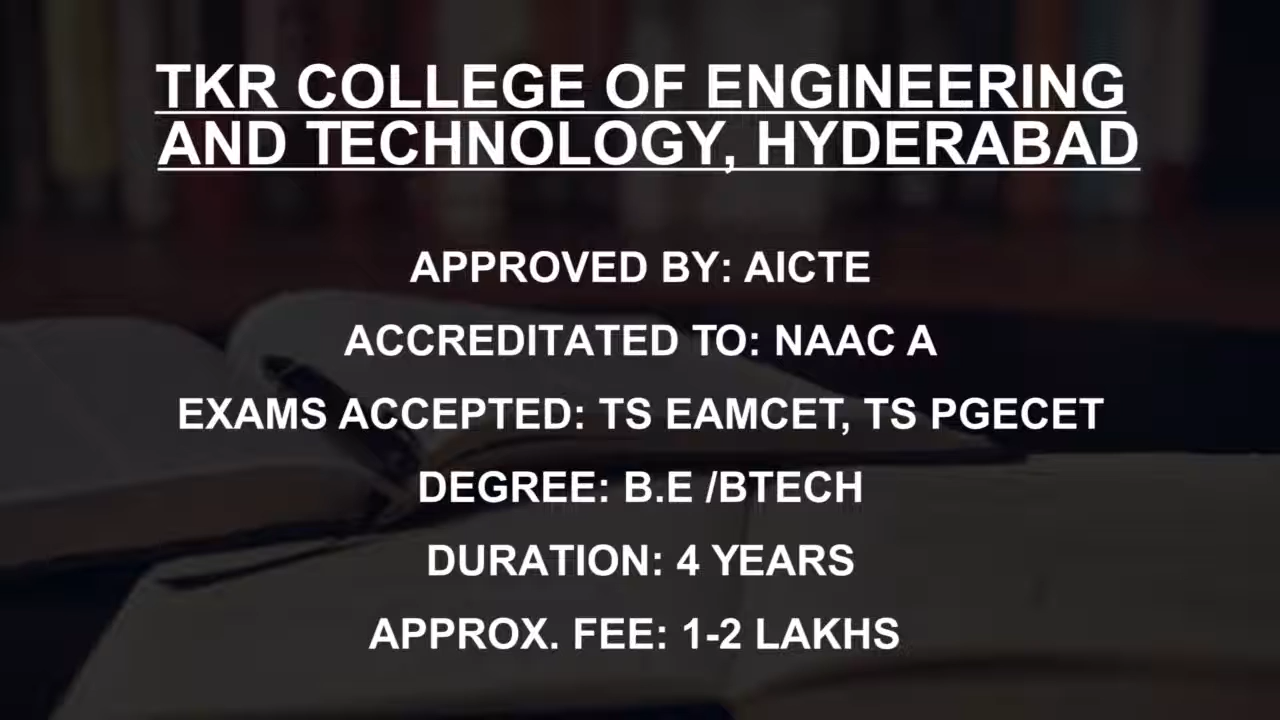 TKR COLLEGE OF ENGINEERING
AND TECHNOLOGY, HYDERABAD
APPROVED BY: AICTE
ACCREDITATED TO: NAAC A
EXAMS ACCEPTED: TS EAMCET, TS PGECET
DEGREE: B.E /BTECH
DURATION: 4 YEARS
APPROX. FEE: 1-2 LAKHS